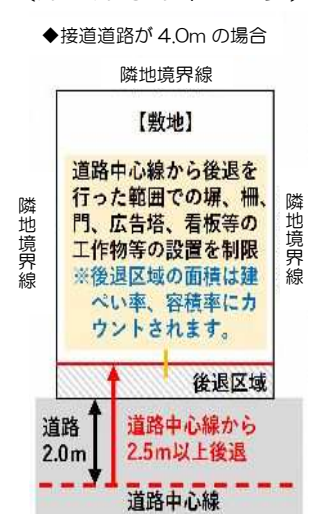 ◆接道道路が 4.0m の場合
隣地境界線
【敷地】
道路中心線から後退を
行った範囲での塀、柵、
門、広告塔、看板等の
工作物等の設置を制限
※後退区域の面積は建
ぺい率、容積率にカ
ウントされます。
隣地境界線
隣地境界線
後退区域
道路
2.0m
道路中心線から
2.5m以上後退
道路中心線